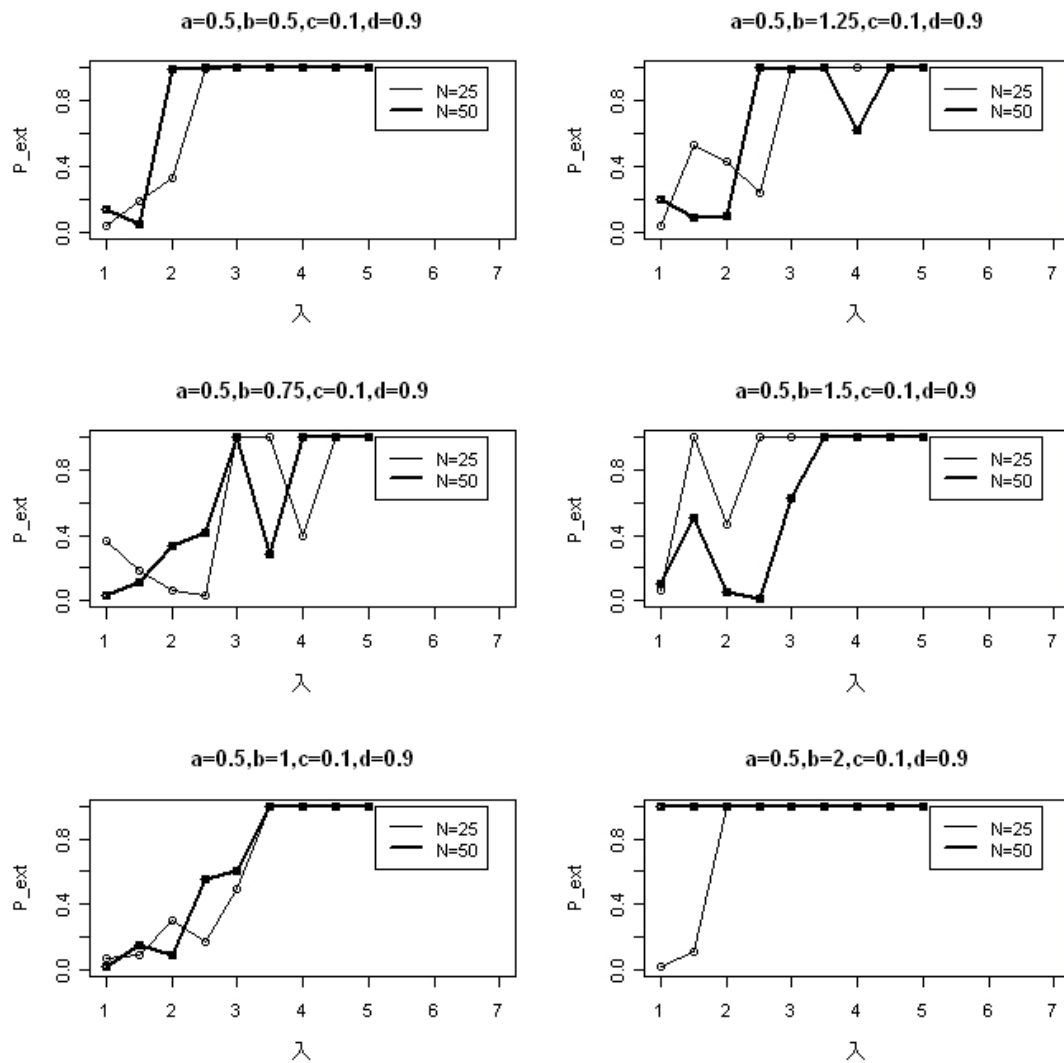 a=0.5,b=0.5,c=0.1,d=0.9
P_ext
0.0 0.4 0.8
N=25
N=50
1 2 3 4 5 6 7
λ
a=0.5,b=1.25,c=0.1,d=0.9
P_ext
0.0 0.4 0.8
N=25
N=50
1 2 3 4 5 6 7
λ
a=0.5,b=0.75,c=0.1,d=0.9
P_ext
0.0 0.4 0.8
N=25
N=50
1 2 3 4 5 6 7
λ
a=0.5,b=1.5,c=0.1,d=0.9
P_ext
0.0 0.4 0.8
N=25
N=50
1 2 3 4 5 6 7
λ
a=0.5,b=1,c=0.1,d=0.9
P_ext
0.0 0.4 0.8
N=25
N=50
1 2 3 4 5 6 7
λ
a=0.5,b=2,c=0.1,d=0.9
P_ext
0.0 0.4 0.8
N=25
N=50
1 2 3 4 5 6 7
λ